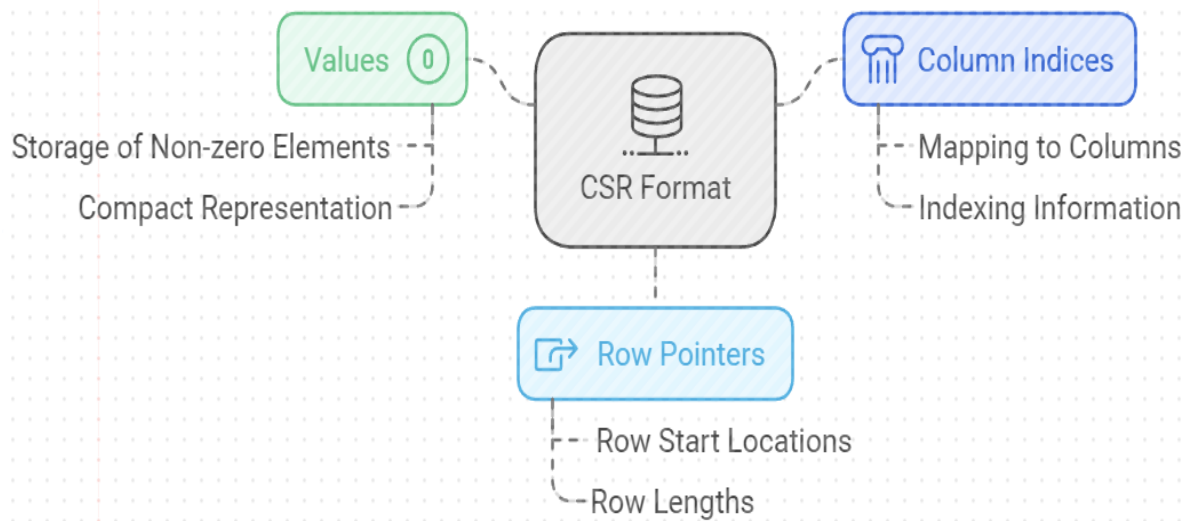 Values 0
Storage of Non-zero Elements
Compact Representation
CSR Format
Column Indices
Mapping to Columns
Indexing Information
Row Pointers
Row Start Locations
Row Lengths